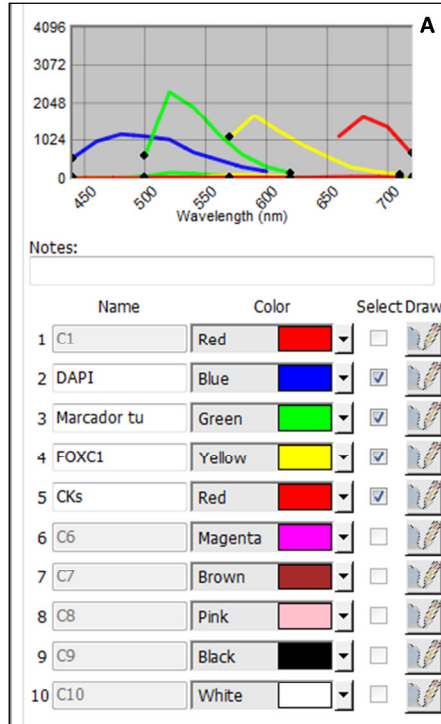 A
4096
3072
2048
1024
0
450 500 550 600 650 700
Wavelength (nm)
Notes:
Name Color Select Draw
1 C1 Red
2 DAPI Blue
3 Marcador tu Green
4 FOXC1 Yellow
5 CKs Red
6 C6 Magenta
7 C7 Brown
8 C8 Pink
9 C9 Black
10 C10 White